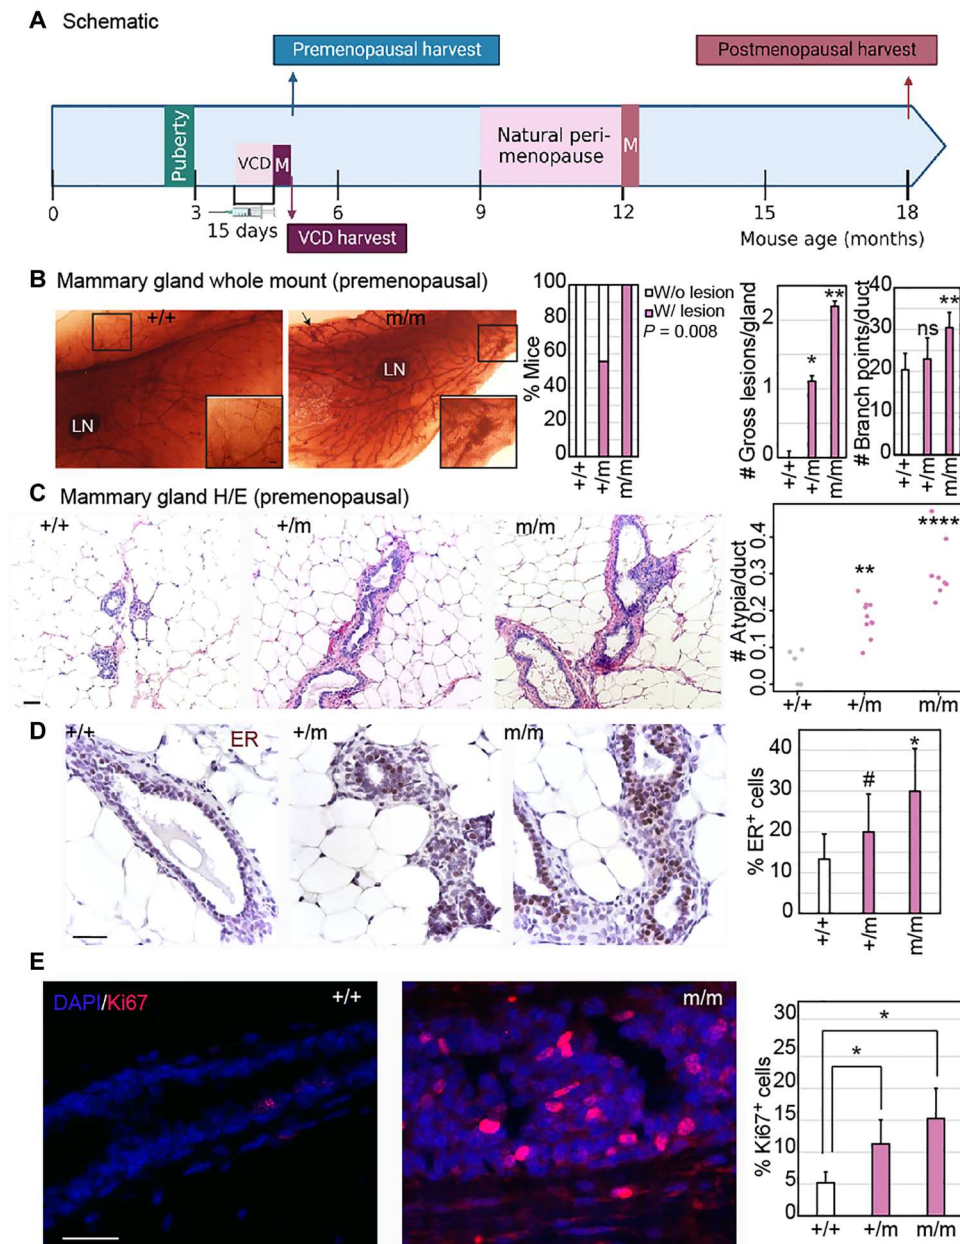 A Schematic
Premenopausal harvest
Postmenopausal harvest
Puberty
VCD
M
Natural peri-
menopause
M
0 3 6 9 12 15 18
15 days
VCD harvest
Mouse age (months)
B Mammary gland whole mount (premenopausal)
+/+
LN
m/m
LN
% Mice
100
80
60
40
20
0
+/+ +/m m/m
W/o lesion
W/ lesion
P = 0.008
# Gross lesions/gland
2
1
0
* **
+/+ +/m m/m
# Branch points/duct
40
30
20
10
0
ns **
+/+ +/m m/m
C Mammary gland H/E (premenopausal)
+/+ +/m m/m
# Atypia/duct
0.4
0.3
0.2
0.1
0.0
** ****
+/+ +/m m/m
D
+/+ ER +/m m/m
% ER+ cells
40
30
20
10
0
# *
+/+ +/m m/m
E
DAPI/Ki67 +/+ m/m
% Ki67+ cells
30
25
20
15
10
5
0
* *
+/+ +/m m/m